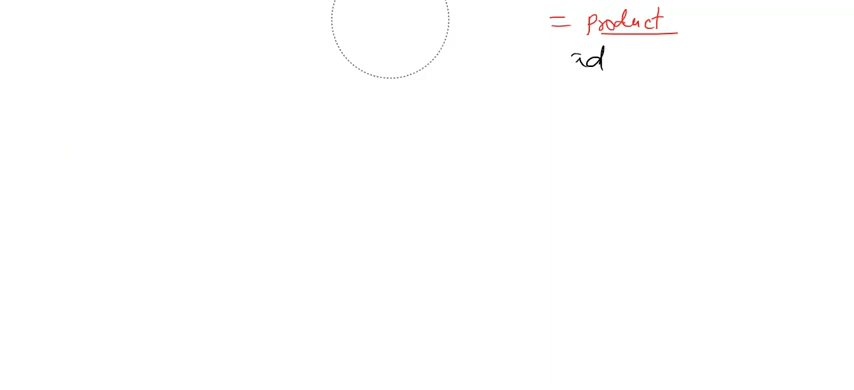 = product
id